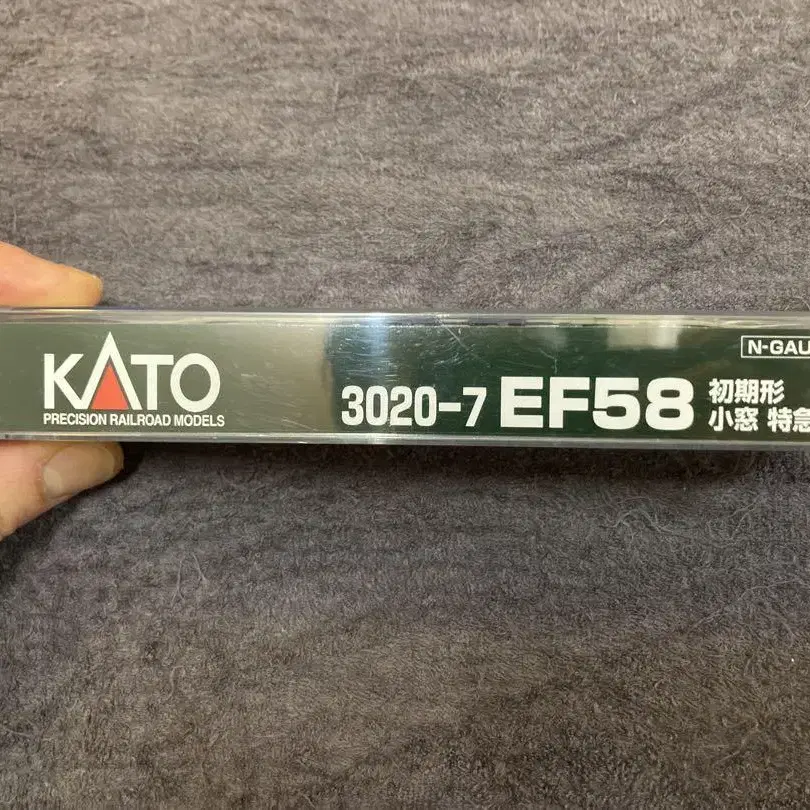 KATO
PRECISION RAILROAD MODELS
N-GAU
3020-7 EF58 初期形
小窓 特急